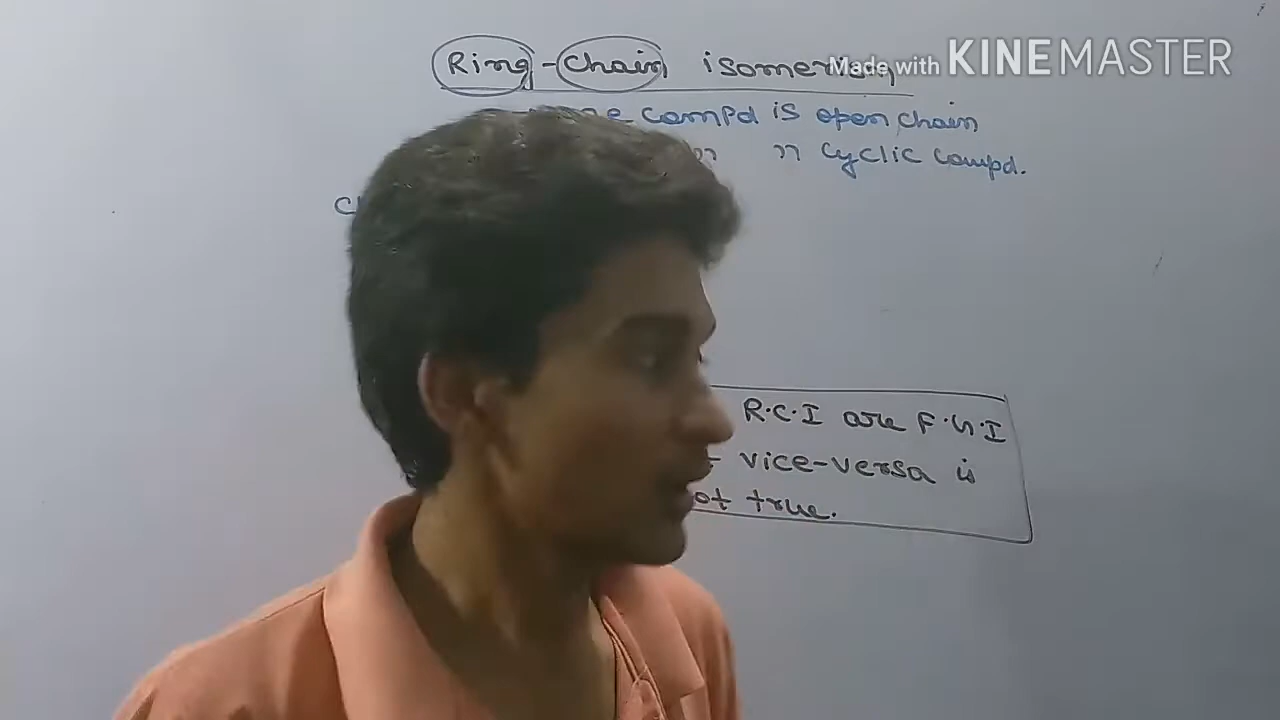 Ring-Chain isomerism
Made with KINEMASTER
compd is open chain
" cyclic compd.
R.C.I are F.G.I
vice-versa is
not true.